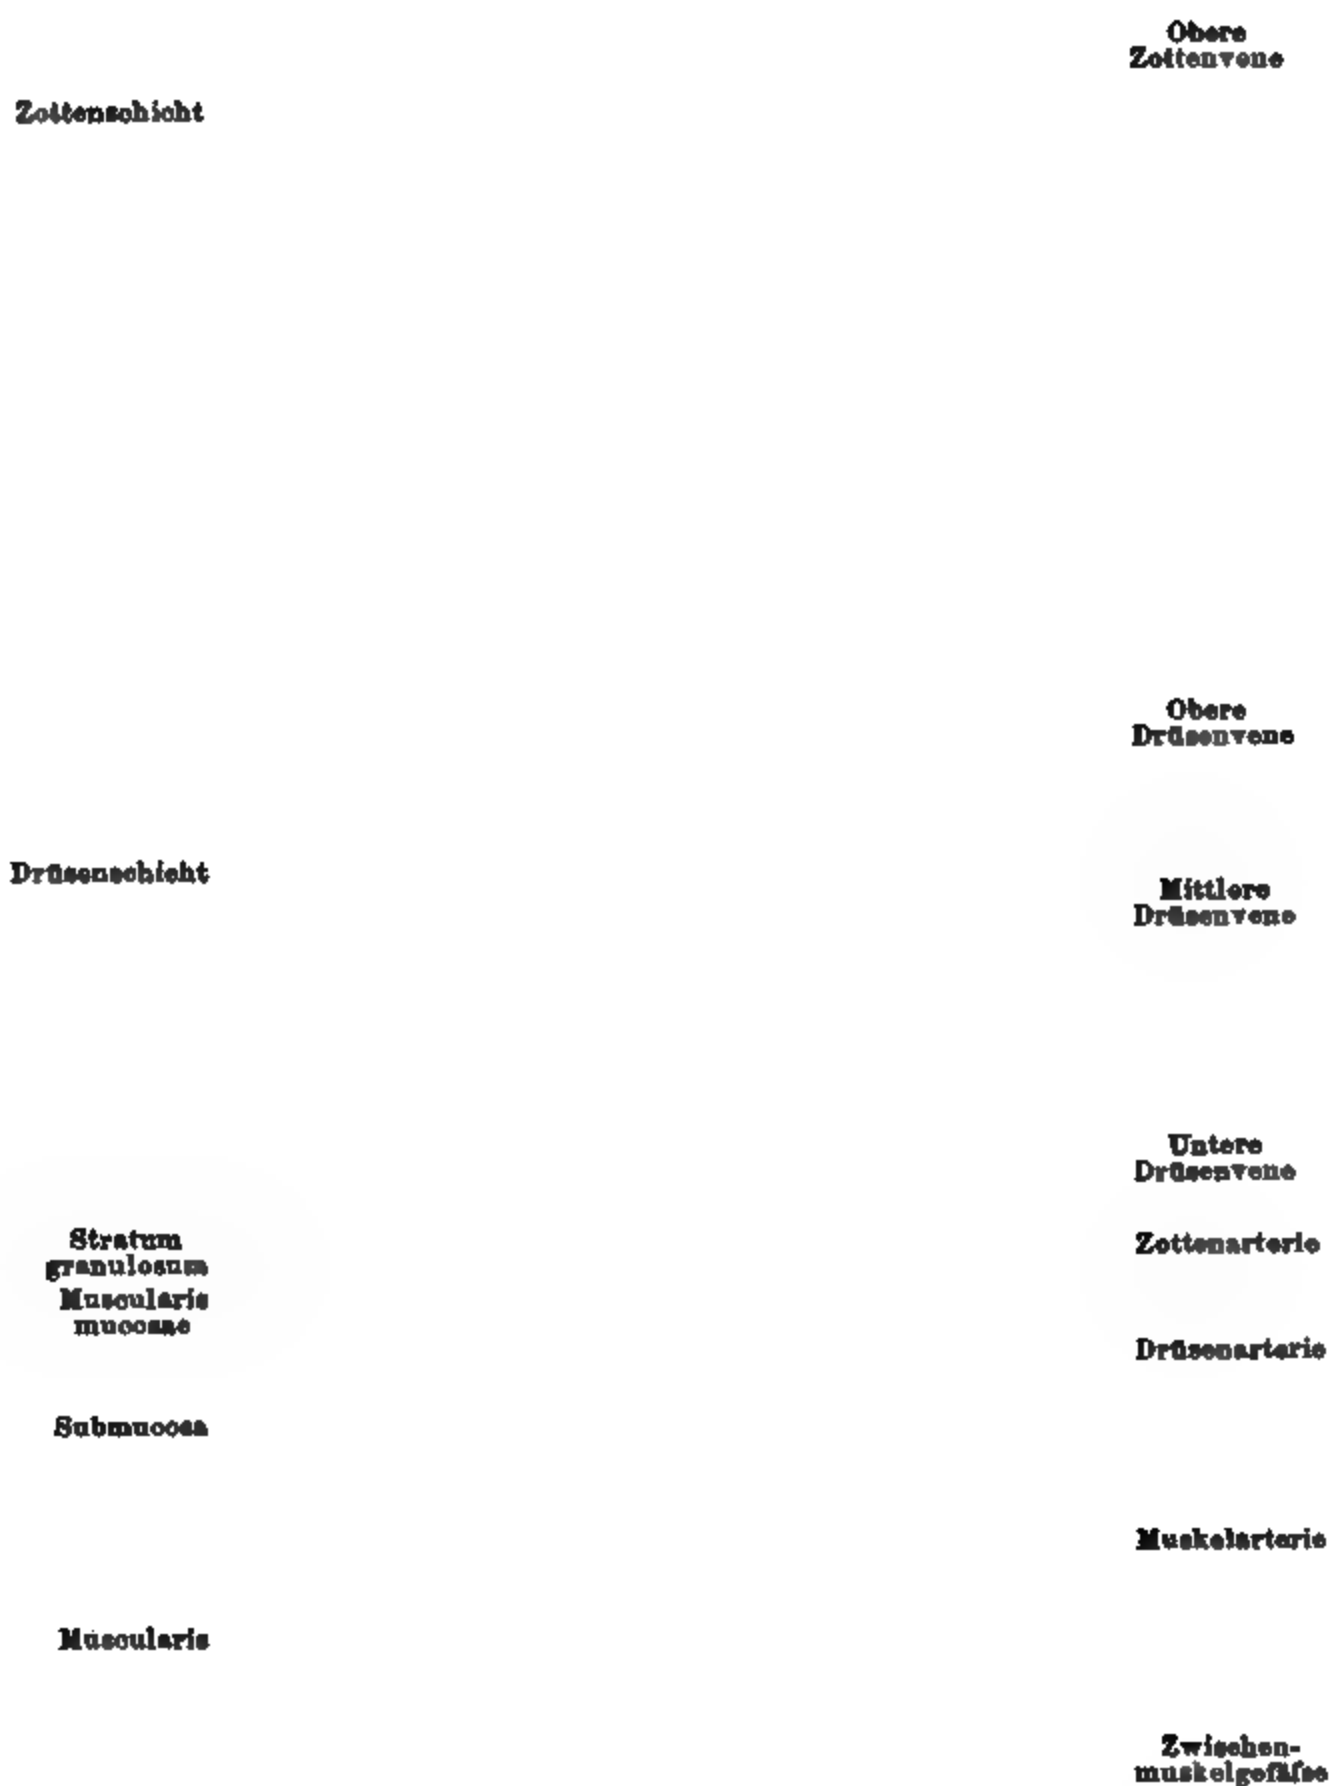 Obere
Zottenvene
Zottenschicht
Obere
Drüsenvene
Drüsenschicht
Mittlere
Drüsenvene
Untere
Drüsenvene
Stratum
granulosum
Zottenarterie
Muscularis
mucosae
Drüsenarterie
Submucosa
Muskelarterie
Muscularis
Zwischen-
muskelgefäfse